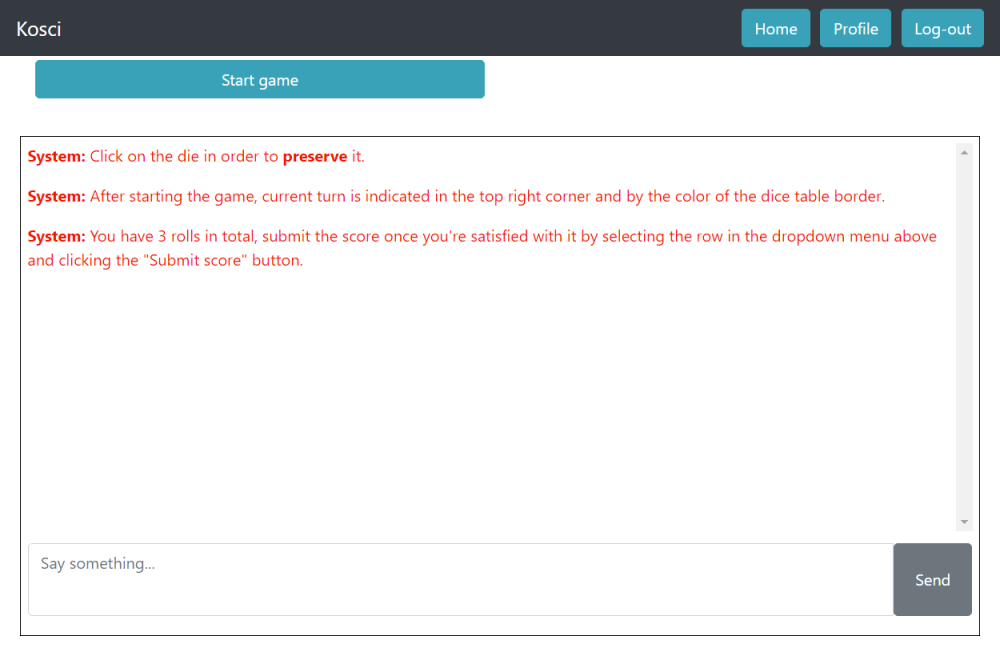 Kosci
Home
Profile
Log-out
Start game
System: Click on the die in order to preserve it.
System: After starting the game, current turn is indicated in the top right corner and by the color of the dice table border.
System: You have 3 rolls in total, submit the score once you're satisfied with it by selecting the row in the dropdown menu above
and clicking the "Submit score" button.
Say something...
Send